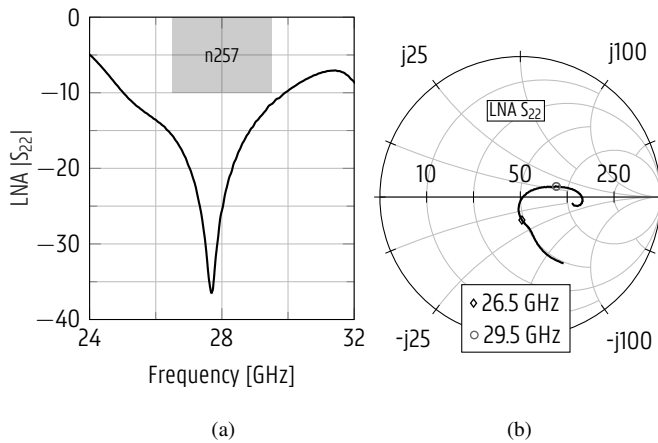 LNA |S22|
0
−10
−20
−30
−40
n257
24
28
32
Frequency [GHz]
(a)
j25
j100
LNA S22
10
50
250
-j25
-j100
26.5 GHz
29.5 GHz
(b)